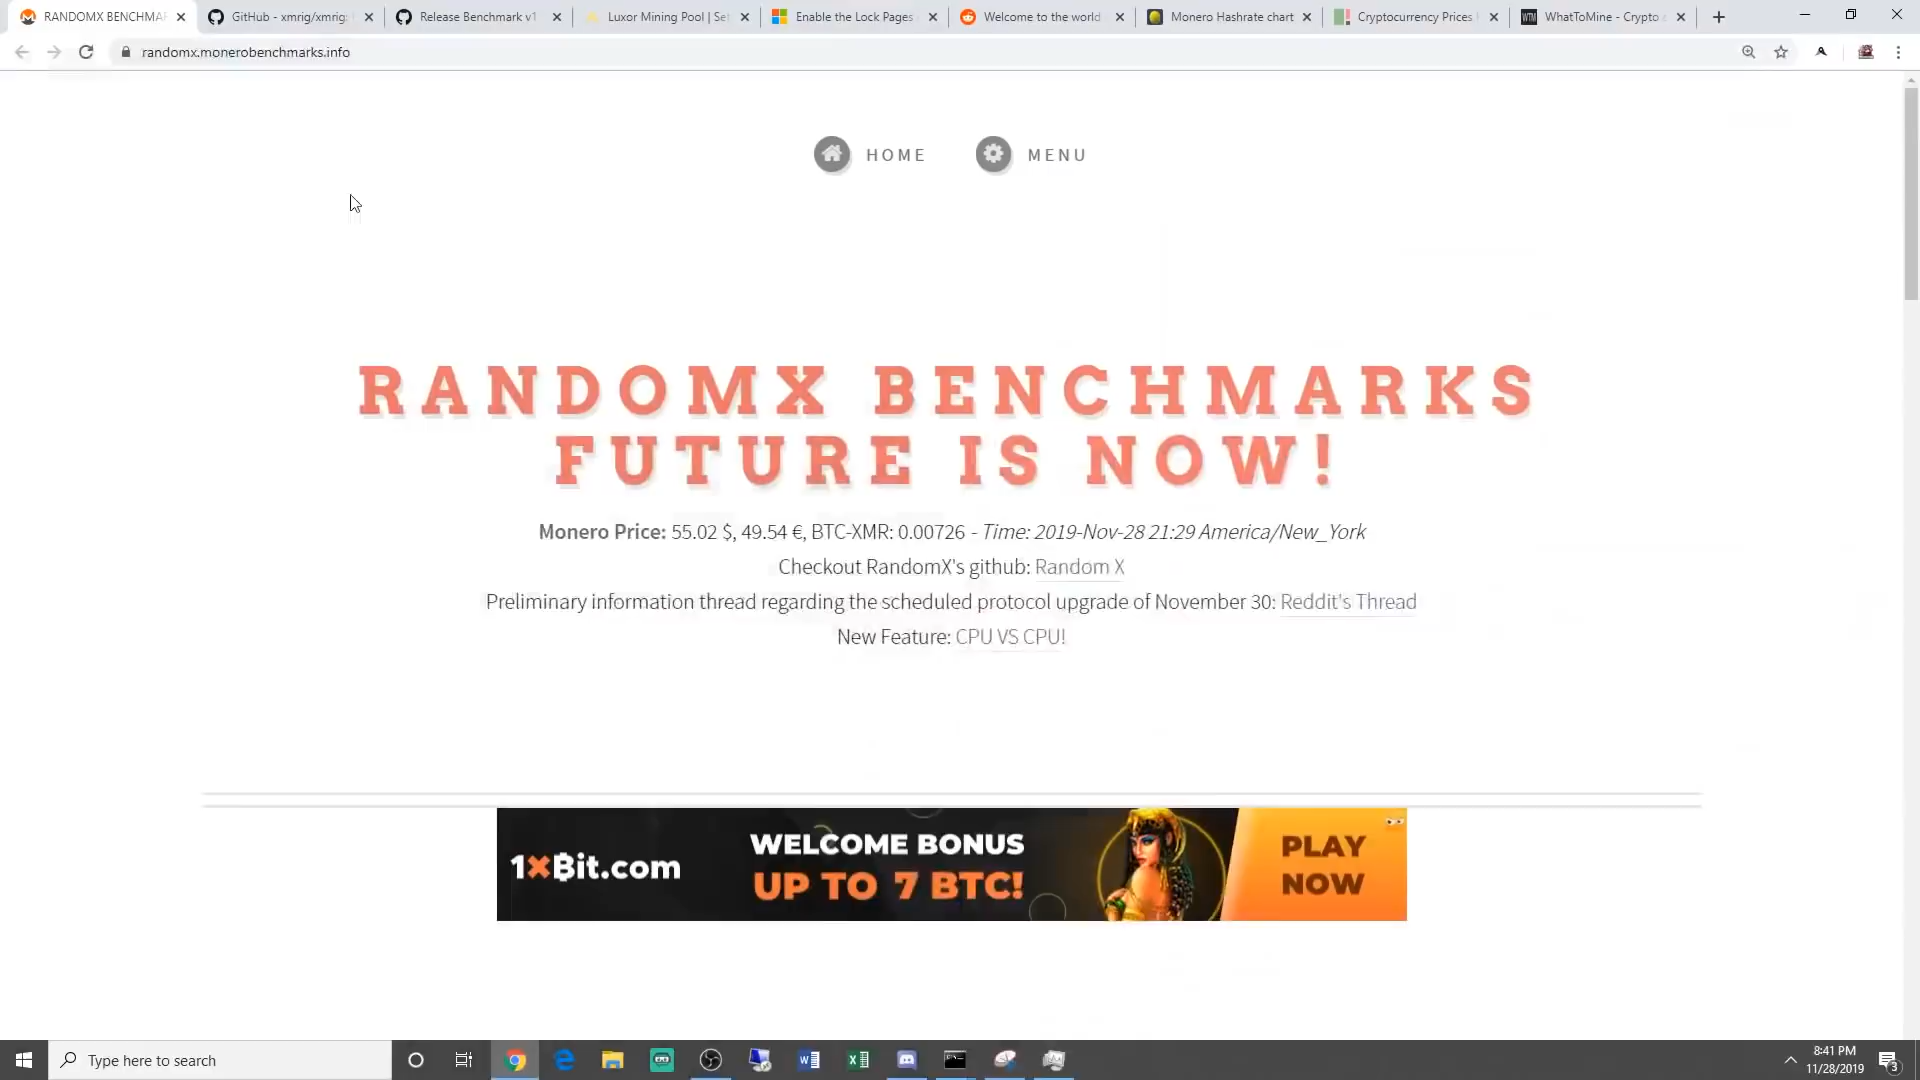 RANDOMX BENCHMAR
GitHub - xmrig/xmrig:
Release Benchmark v1
Luxor Mining Pool | Set
Enable the Lock Pages
Welcome to the world
Monero Hashrate chart
Cryptocurrency Prices
WhatToMine - Crypto
randomx.monerobenchmarks.info
HOME
MENU
RANDOMX BENCHMARKS
FUTURE IS NOW!
Monero Price: 55.02 $, 49.54 €, BTC-XMR: 0.00726 - Time: 2019-Nov-28 21:29 America/New_York
Checkout RandomX's github: Random X
Preliminary information thread regarding the scheduled protocol upgrade of November 30: Reddit's Thread
New Feature: CPU VS CPU!
1xBit.com
WELCOME BONUS
UP TO 7 BTC!
PLAY
NOW
Type here to search
8:41 PM
11/28/2019
3